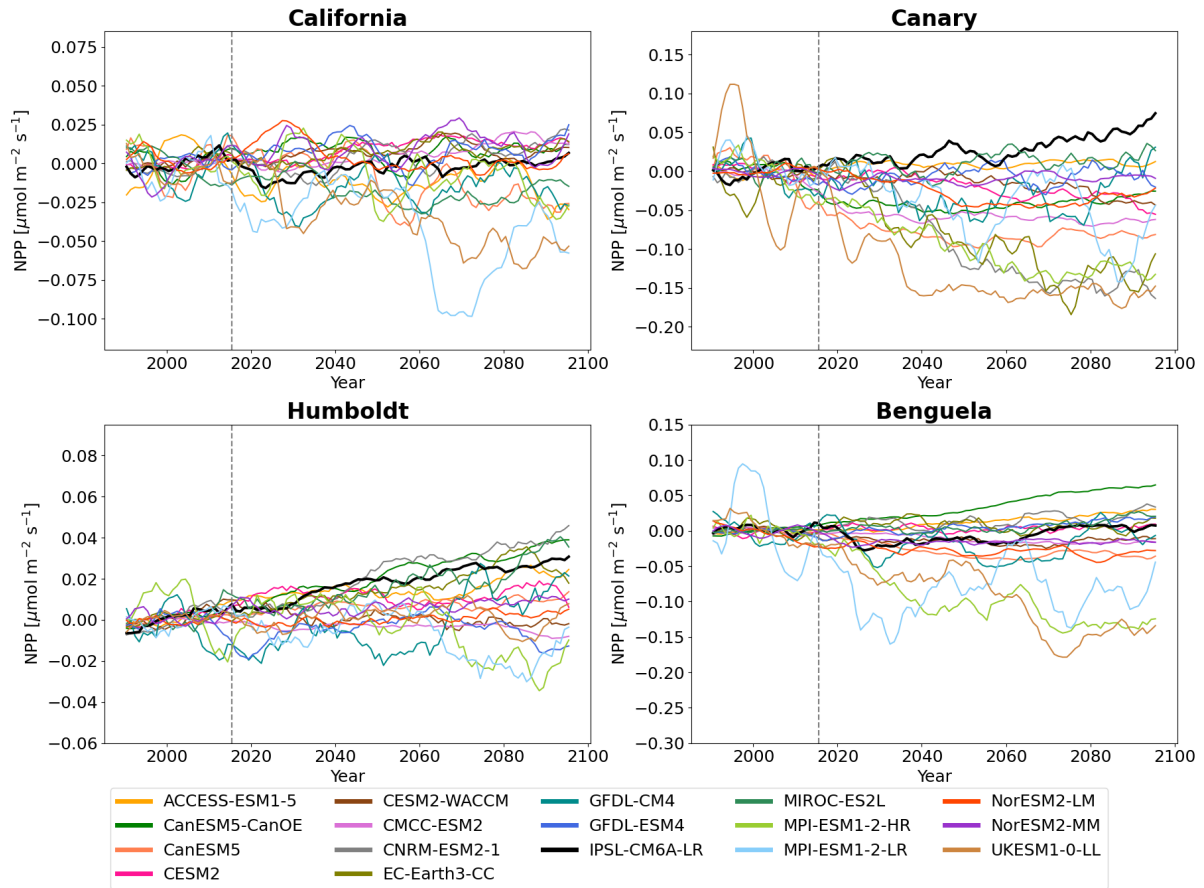 California
Canary
0.075
0.050
0.025
0.000
−0.025
−0.050
−0.075
−0.100
NPP [μmol m⁻² s⁻¹]
2000 2020 2040 2060 2080 2100
Year
0.15
0.10
0.05
0.00
−0.05
−0.10
−0.15
−0.20
NPP [μmol m⁻² s⁻¹]
2000 2020 2040 2060 2080 2100
Year
Humboldt
Benguela
0.08
0.06
0.04
0.02
0.00
−0.02
−0.04
−0.06
NPP [μmol m⁻² s⁻¹]
2000 2020 2040 2060 2080 2100
Year
0.15
0.10
0.05
0.00
−0.05
−0.10
−0.15
−0.20
−0.25
−0.30
NPP [μmol m⁻² s⁻¹]
2000 2020 2040 2060 2080 2100
Year
ACCESS-ESM1-5 CESM2-WACCM GFDL-CM4 MIROC-ES2L NorESM2-LM
CanESM5-CanOE CMCC-ESM2 GFDL-ESM4 MPI-ESM1-2-HR NorESM2-MM
CanESM5 CNRM-ESM2-1 IPSL-CM6A-LR MPI-ESM1-2-LR UKESM1-0-LL
CESM2 EC-Earth3-CC